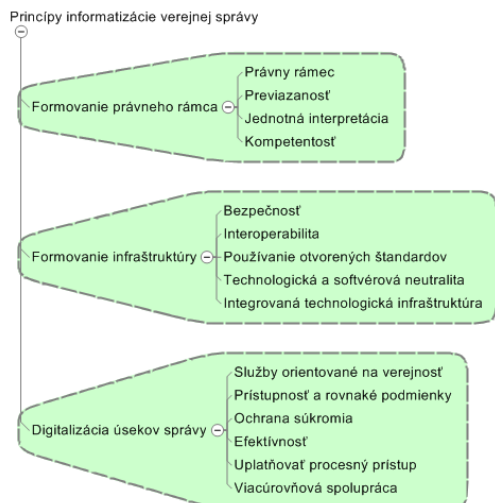 Princípy informatizácie verejnej správy
Formovanie právneho rámca
Právny rámec
Previazanosť
Jednotná interpretácia
Kompetentosť
Formovanie infraštruktúry
Bezpečnosť
Interoperabilita
Používanie otvorených štandardov
Technologická a softvérová neutralita
Integrovaná technologická infraštruktúra
Digitalizácia úsekov správy
Služby orientované na verejnosť
Prístupnosť a rovnaké podmienky
Ochrana súkromia
Efektívnosť
Uplatňovať procesný prístup
Viacúrovňová spolupráca